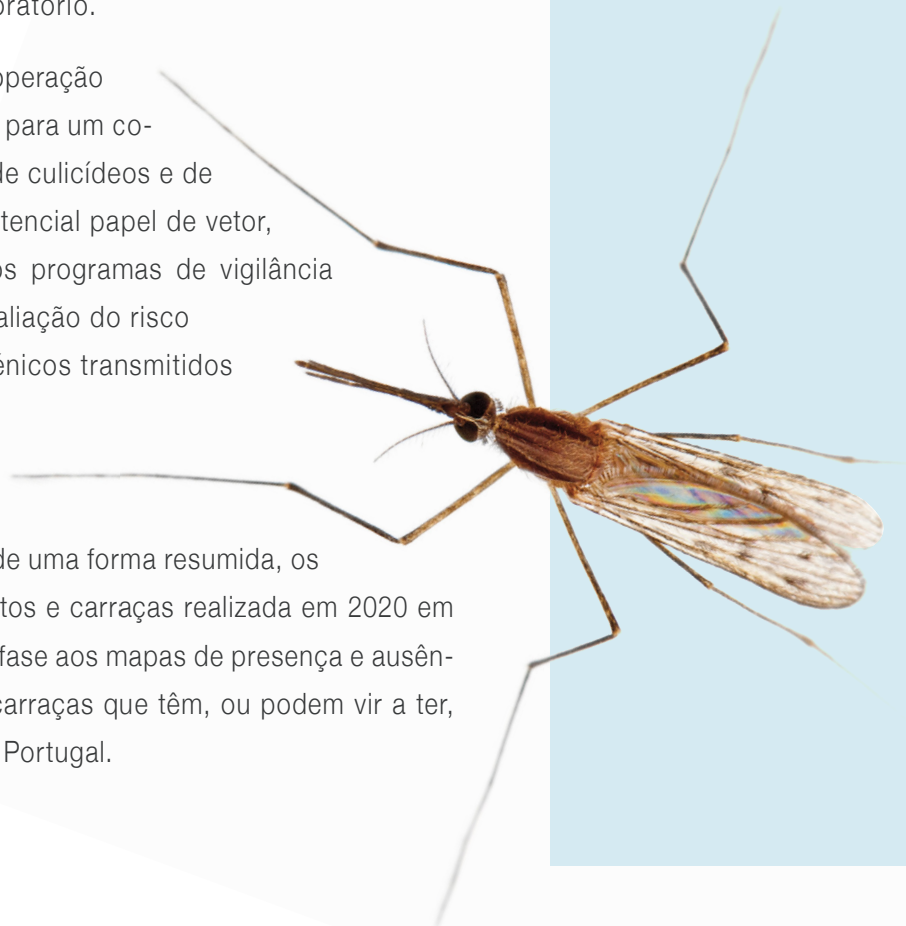 oratório.
operação
para um co-
de culicídeos e de
tencial papel de vetor,
os programas de vigilância
aliação do risco
énicos transmitidos
de uma forma resumida, os
tos e carraças realizada em 2020 em
fase aos mapas de presença e ausên-
carraças que têm, ou podem vir a ter,
Portugal.